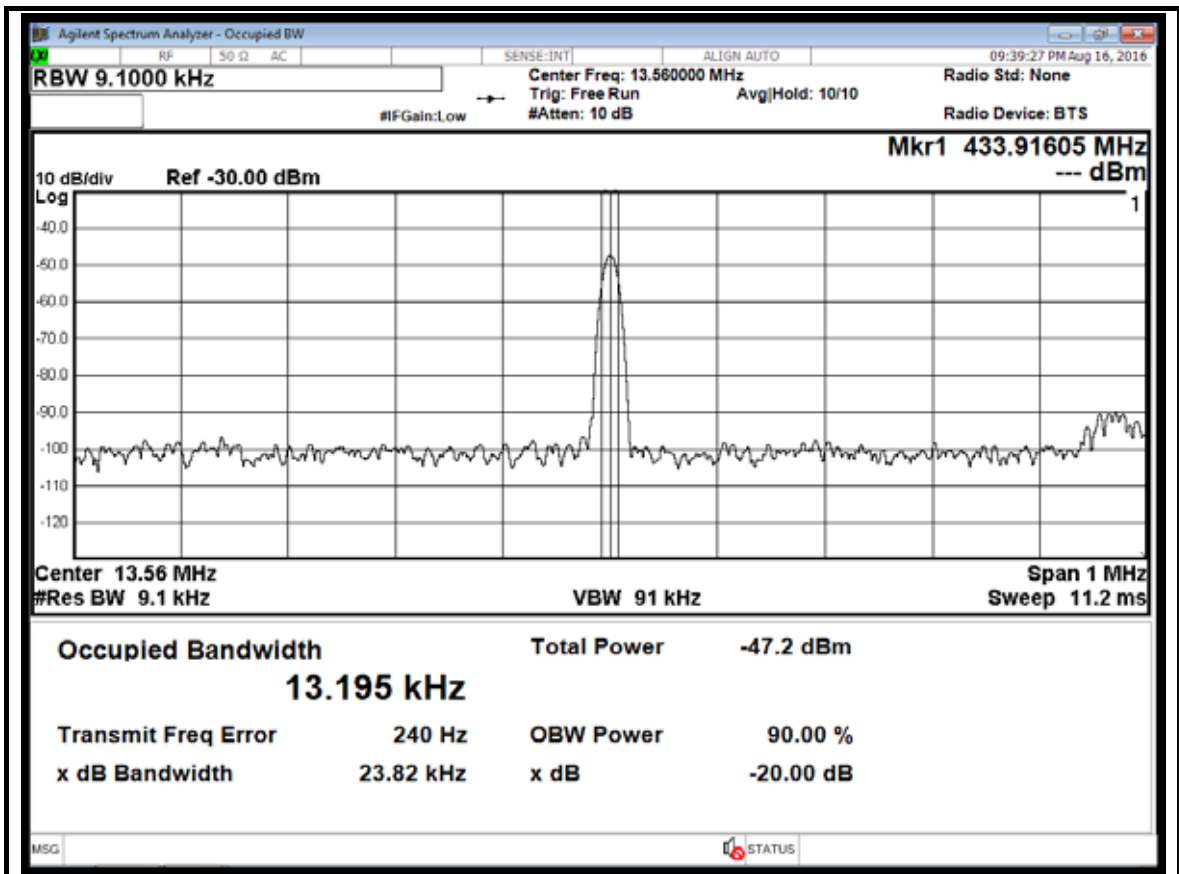 Agilent Spectrum Analyzer - Occupied BW
RF 50 Ω AC SENSE:INT ALIGN AUTO 09:39:27 PM Aug 16, 2016
RBW 9.1000 kHz Center Freq: 13.560000 MHz Radio Std: None
Trig: Free Run Avg|Hold: 10/10
#IFGain:Low #Atten: 10 dB Radio Device: BTS
Mkr1 433.91605 MHz
10 dB/div Ref -30.00 dBm --- dBm
Log
1
-40.0
-50.0
-60.0
-70.0
-80.0
-90.0
-100
-110
-120
Center 13.56 MHz Span 1 MHz
#Res BW 9.1 kHz VBW 91 kHz Sweep 11.2 ms
Occupied Bandwidth Total Power -47.2 dBm
13.195 kHz
Transmit Freq Error 240 Hz OBW Power 90.00 %
x dB Bandwidth 23.82 kHz x dB -20.00 dB
MSG STATUS